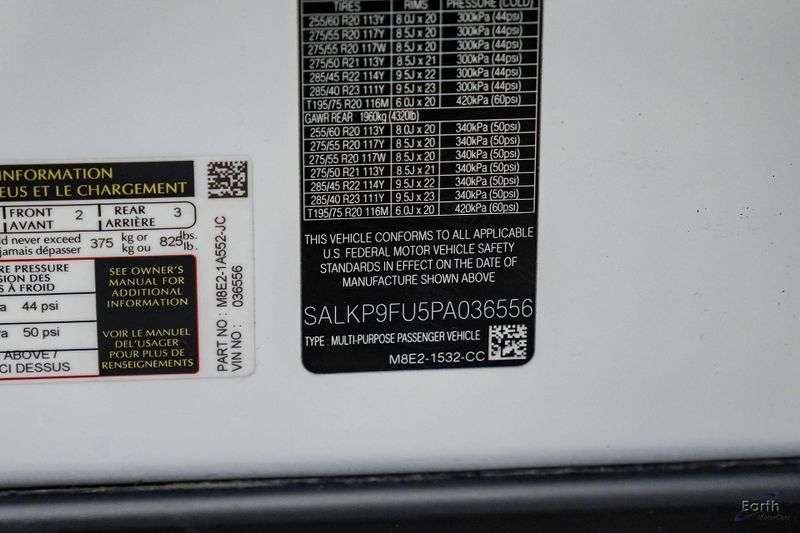 TIRES RIMS PRESSURE (COLD)
255/60 R20 113Y 8.0J x 20 300kPa (44psi)
275/55 R20 117Y 8.5J x 20 300kPa (44psi)
275/55 R20 117W 8.5J x 20 300kPa (44psi)
275/50 R21 113Y 8.5J x 21 300kPa (44psi)
285/45 R22 114Y 9.5J x 22 300kPa (44psi)
285/40 R23 111Y 9.5J x 23 300kPa (44psi)
T195/75 R20 116M 6.0J x 20 420kPa (60psi)
GAWR REAR 1960kg (4320lb)
255/60 R20 113Y 8.0J x 20 340kPa (50psi)
275/55 R20 117Y 8.5J x 20 340kPa (50psi)
275/55 R20 117W 8.5J x 20 340kPa (50psi)
275/50 R21 113Y 8.5J x 21 340kPa (50psi)
285/45 R22 114Y 9.5J x 22 340kPa (50psi)
285/40 R23 111Y 9.5J x 23 340kPa (50psi)
T195/75 R20 116M 6.0J x 20 420kPa (60psi)
THIS VEHICLE CONFORMS TO ALL APPLICABLE
U.S. FEDERAL MOTOR VEHICLE SAFETY
STANDARDS IN EFFECT ON THE DATE OF
MANUFACTURE SHOWN ABOVE
SALKP9FU5PA036556
TYPE : MULTI-PURPOSE PASSENGER VEHICLE
M8E2-1532-CC
INFORMATION
EUS ET LE CHARGEMENT
FRONT 2 REAR 3
AVANT ARRIÈRE
ld never exceed 375 kg or 825 lbs.
jamais dépasser kg ou lb.
RE PRESSURE
SION DES
S À FROID
a 44 psi
Pa 50 psi
ABOVE /
CI DESSUS
SEE OWNER'S
MANUAL FOR
ADDITIONAL
INFORMATION
VOIR LE MANUEL
DEL'USAGER
POUR PLUS DE
RENSEIGNEMENTS
PART NO : M8E2-1A552-JC
VIN NO : 036556
Earth
MotorCars